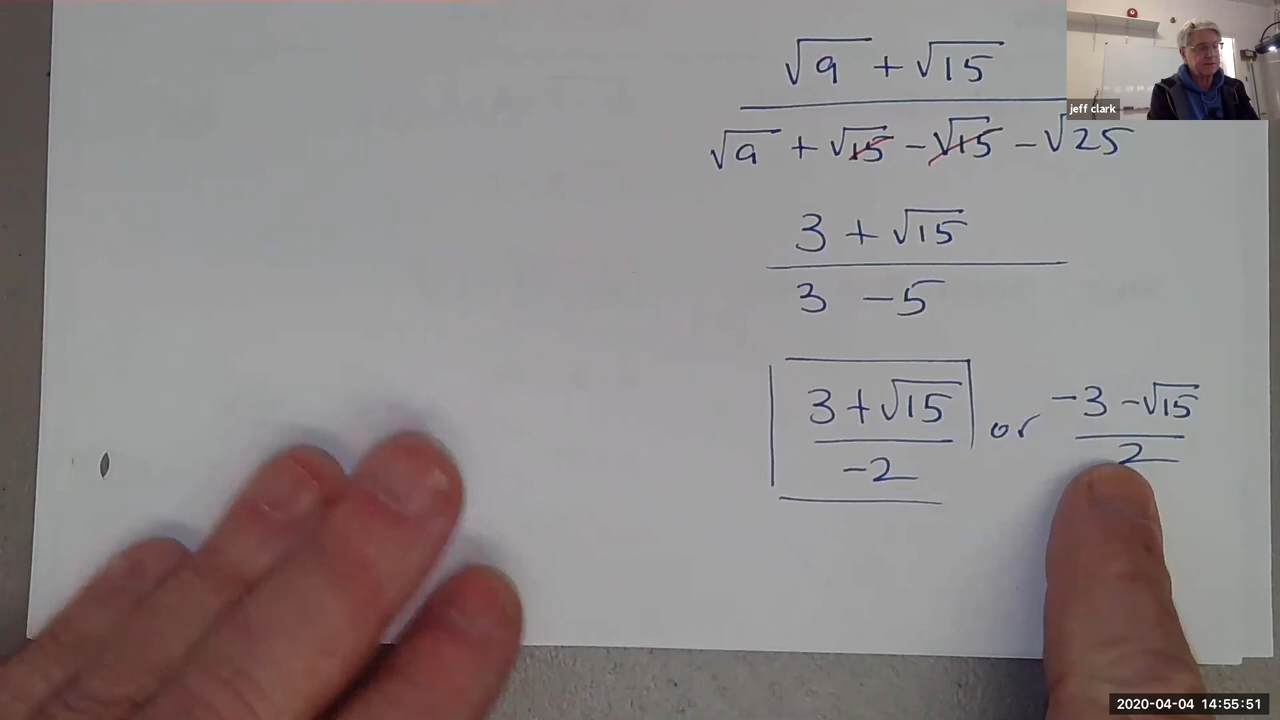 √9 + √15
jeff clark
√9 + √15 - √15 - √25
3 + √15
3 - 5
3 + √15 or -3 - √15
-2 2
2020-04-04 14:55:51